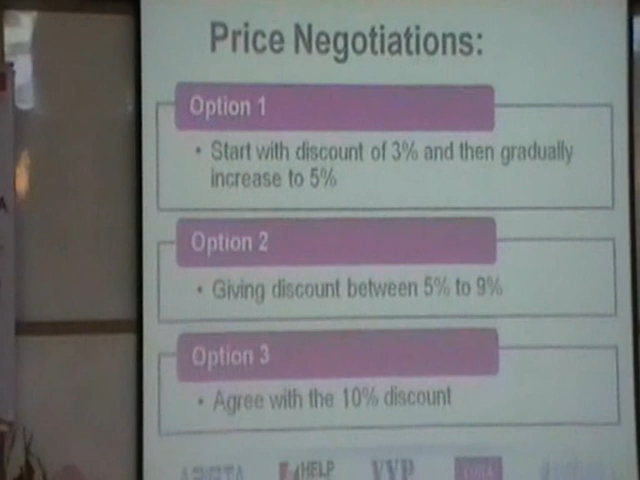 Price Negotiations:
Option 1
• Start with discount of 3% and then gradually
increase to 5%
Option 2
• Giving discount between 5% to 9%
Option 3
• Agree with the 10% discount
HELP
VYP